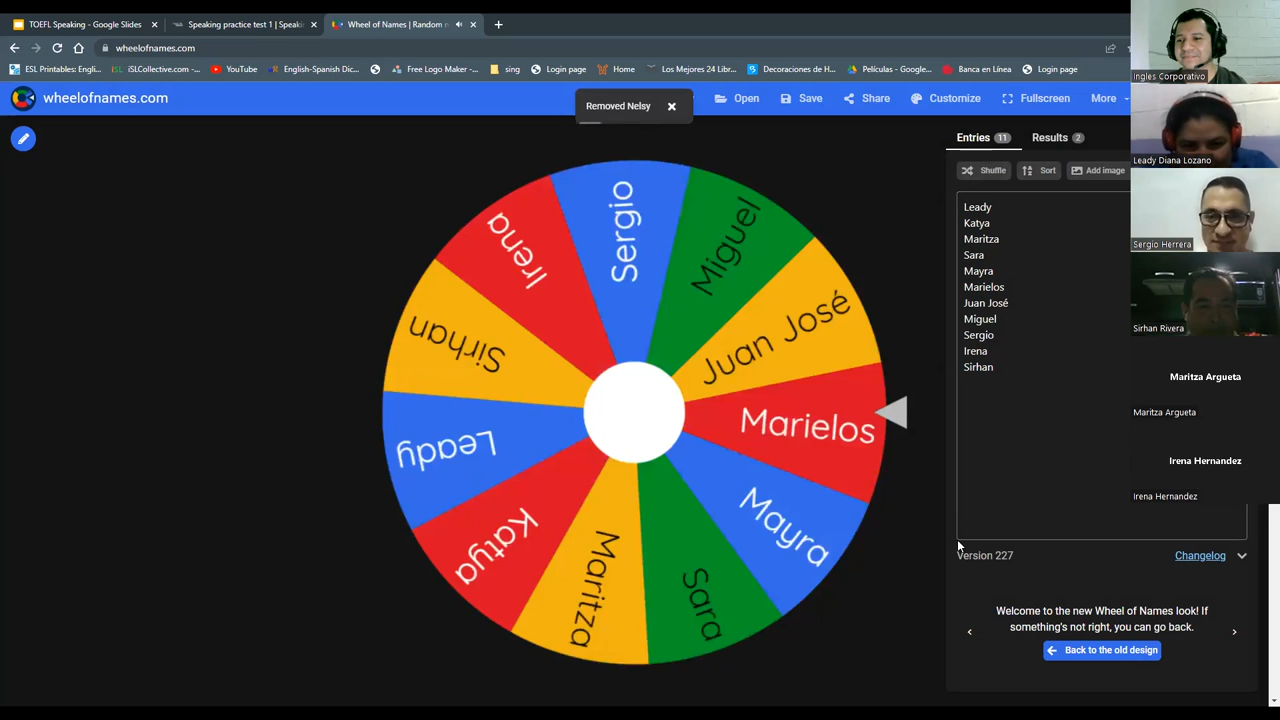 TOEFL Speaking - Google Slides
Speaking practice test 1 | Speaki
Wheel of Names | Random n
wheelofnames.com
ESL Printables: Engli...
iSLCollective.com -...
YouTube
English-Spanish Dic...
Free Logo Maker -...
sing
Login page
Home
Los Mejores 24 Libr...
Decoraciones de H...
Películas - Google...
Banca en Línea
Login page
wheelofnames.com
Removed Nelsy
Open
Save
Share
Customize
Fullscreen
More
Entries 11
Results 2
Shuffle
Sort
Add image
Leady
Katya
Maritza
Sara
Mayra
Marielos
Juan José
Miguel
Sergio
Irena
Sirhan
Sergio
Miguel
Juan José
Marielos
Mayra
Sara
Maritza
Katya
Leady
Sirhan
Irena
Version 227
Changelog
Welcome to the new Wheel of Names look! If
something's not right, you can go back.
Back to the old design
Ingles Corporativo
Leady Diana Lozano
Sergio Herrera
Sirhan Rivera
Maritza Argueta
Maritza Argueta
Irena Hernandez
Irena Hernandez